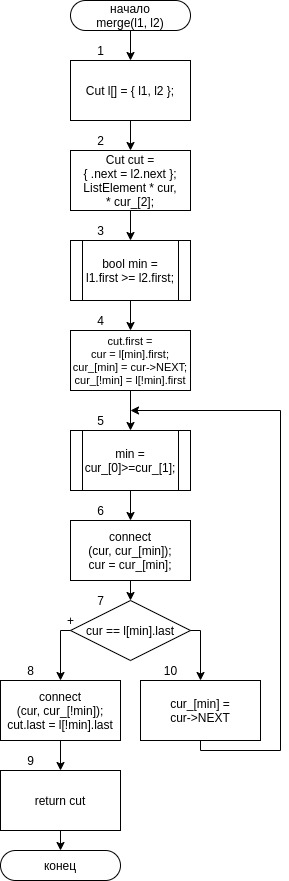 начало
merge(l1, l2)
1
Cut l[] = { l1, l2 };
2
Cut cut =
{ .next = l2.next };
ListElement * cur,
* cur_[2];
3
bool min =
l1.first >= l2.first;
4
cut.first =
cur = l[min].first;
cur_[min] = cur->NEXT;
cur_[!min] = l[!min].first
5
min =
cur_[0]>=cur_[1];
6
connect
(cur, cur_[min]);
cur = cur_[min];
7
+
cur == l[min].last
8
connect
(cur, cur_[!min]);
cut.last = l[!min].last
10
cur_[min] =
cur->NEXT
9
return cut
конец